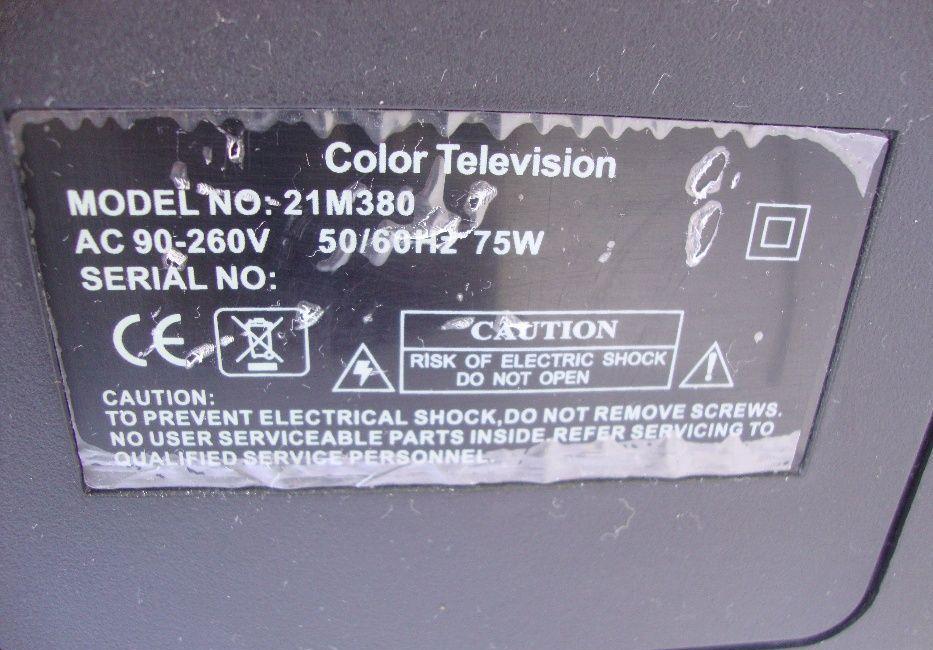 Color Television
MODEL NO: 21M380
AC 90-260V 50/60Hz 75W
SERIAL NO:
CE
CAUTION
RISK OF ELECTRIC SHOCK
DO NOT OPEN
CAUTION:
TO PREVENT ELECTRICAL SHOCK,DO NOT REMOVE SCREWS.
NO USER SERVICEABLE PARTS INSIDE.REFER SERVICING TO
QUALIFIED SERVICE PERSONNEL.